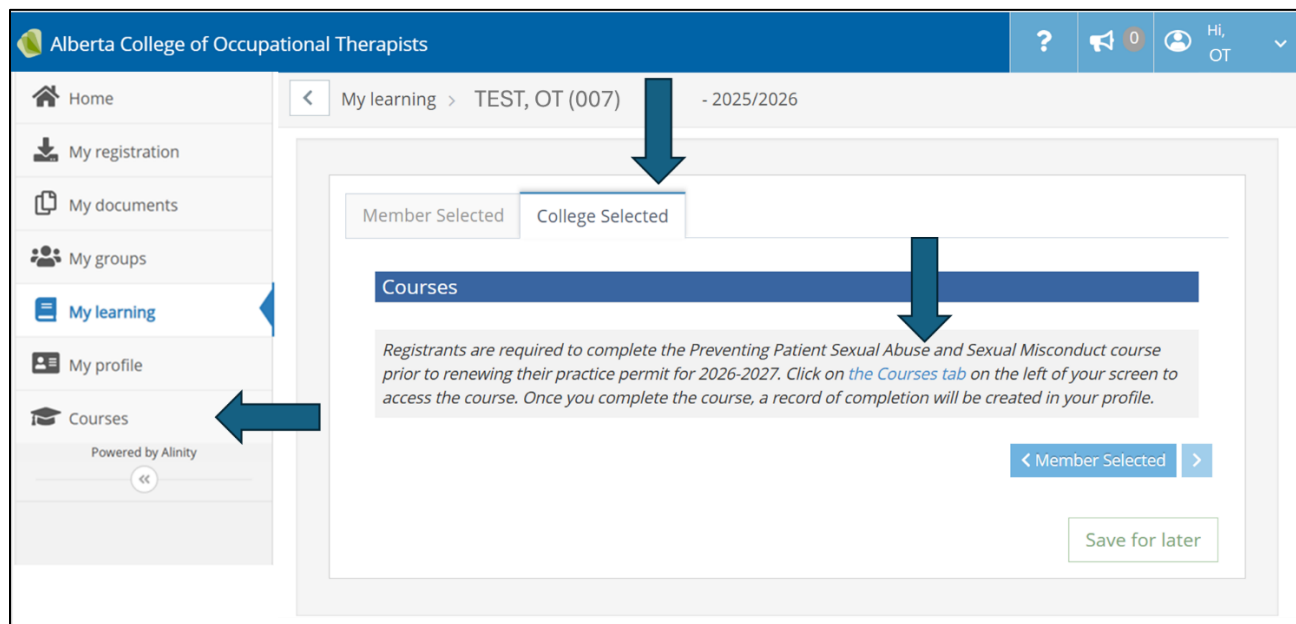 Alberta College of Occupational Therapists
?
0
Hi,
OT
Home
My registration
My documents
My groups
My learning
My profile
Courses
Powered by Alinity
«
< My learning > TEST, OT (007) - 2025/2026
Member Selected
College Selected
Courses
Registrants are required to complete the Preventing Patient Sexual Abuse and Sexual Misconduct course
prior to renewing their practice permit for 2026-2027. Click on the Courses tab on the left of your screen to
access the course. Once you complete the course, a record of completion will be created in your profile.
< Member Selected
>
Save for later